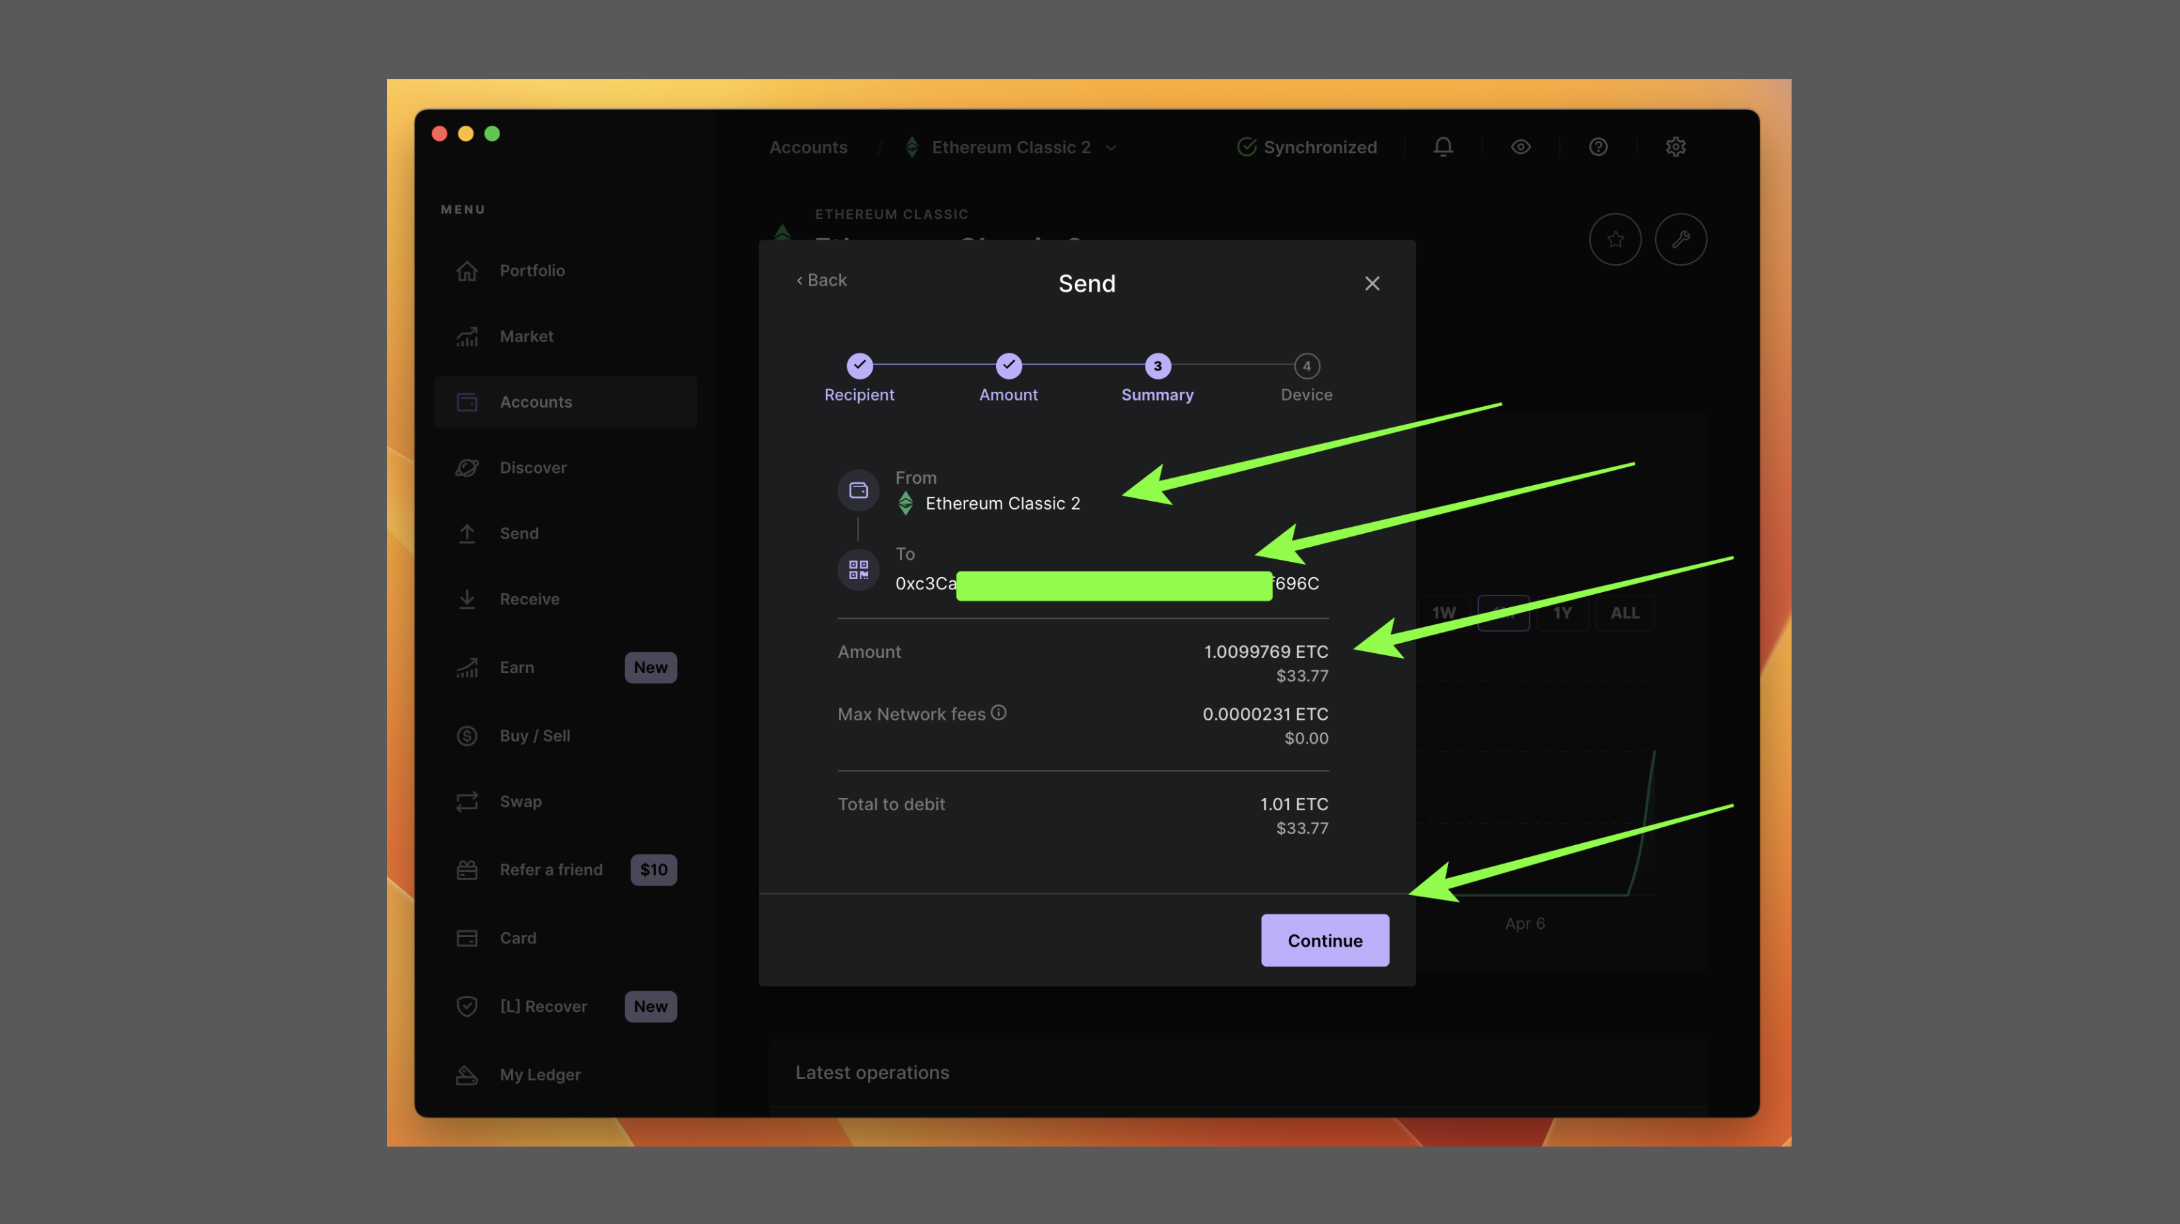 Accounts / Ethereum Classic 2
Synchronized
MENU
Portfolio
Market
Accounts
Discover
Send
Receive
Earn New
Buy / Sell
Swap
Refer a friend $10
Card
[L] Recover New
My Ledger
ETHEREUM CLASSIC
Ethereum Classic 2
‹ Back
Send
Recipient
Amount
3 Summary
4 Device
From
Ethereum Classic 2
To
0xc3Ca
f696C
Amount 1.0099769 ETC
$33.77
Max Network fees 0.0000231 ETC
$0.00
Total to debit 1.01 ETC
$33.77
Continue
1W
1Y
ALL
Apr 6
Latest operations